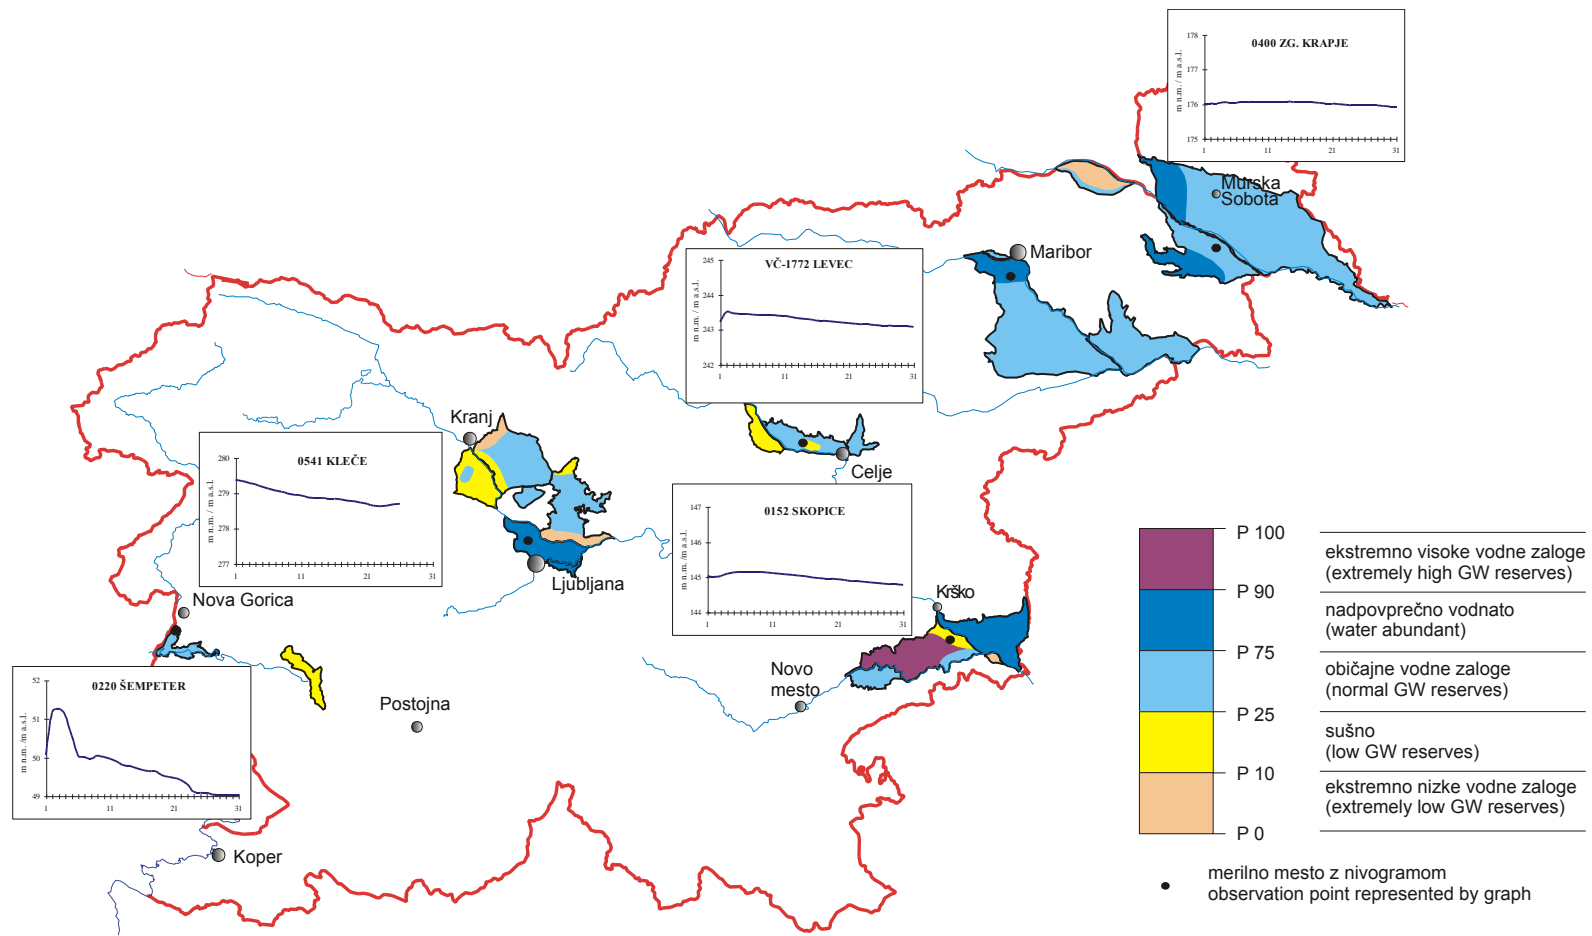 0400 ZG. KRAPJE
m n.m. / m a.s.l.
178
177
176
175
1 11 21 31
Murska
Sobota
Maribor
VČ-1772 LEVEC
m n.m. / m a.s.l.
245
244
243
242
1 11 21 31
Kranj
Celje
0541 KLEČE
m n.m. / m a.s.l.
280
279
278
277
1 11 21 31
0152 SKOPICE
m n.m. /m a.s.l.
147
146
145
144
1 11 21 31
Ljubljana
Nova Gorica
Krško
Novo
mesto
Postojna
0220 ŠEMPETER
m n.m. /m a.s.l.
52
51
50
49
1 11 21 31
Koper
P 100
ekstremno visoke vodne zaloge
(extremely high GW reserves)
P 90
nadpovprečno vodnato
(water abundant)
P 75
običajne vodne zaloge
(normal GW reserves)
P 25
sušno
(low GW reserves)
P 10
ekstremno nizke vodne zaloge
(extremely low GW reserves)
P 0
merilno mesto z nivogramom
observation point represented by graph